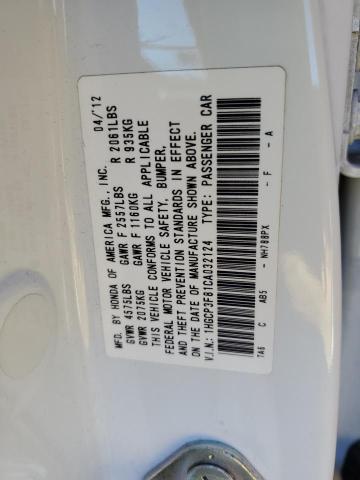 MFD. BY HONDA OF AMERICA MFG., INC. 04/'12
GVWR 4575LBS GAWR F 2557LBS R 2061LBS
GVWR 2075KG GAWR F 1160KG R 935KG
THIS VEHICLE CONFORMS TO ALL APPLICABLE
FEDERAL MOTOR VEHICLE SAFETY, BUMPER,
AND THEFT PREVENTION STANDARDS IN EFFECT
ON THE DATE OF MANUFACTURE SHOWN ABOVE.
V.I.N.: 1HGCP3F81CA032124 TYPE: PASSENGER CAR
TA6 C AB5 - NH788PX - F - A